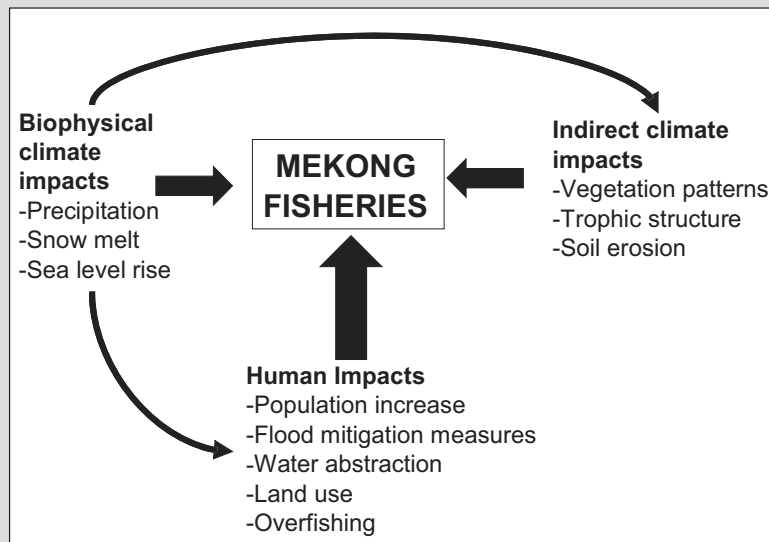 Biophysical
climate
impacts
-Precipitation
-Snow melt
-Sea level rise
MEKONG
FISHERIES
Indirect climate
impacts
-Vegetation patterns
-Trophic structure
-Soil erosion
Human Impacts
-Population increase
-Flood mitigation measures
-Water abstraction
-Land use
-Overfishing